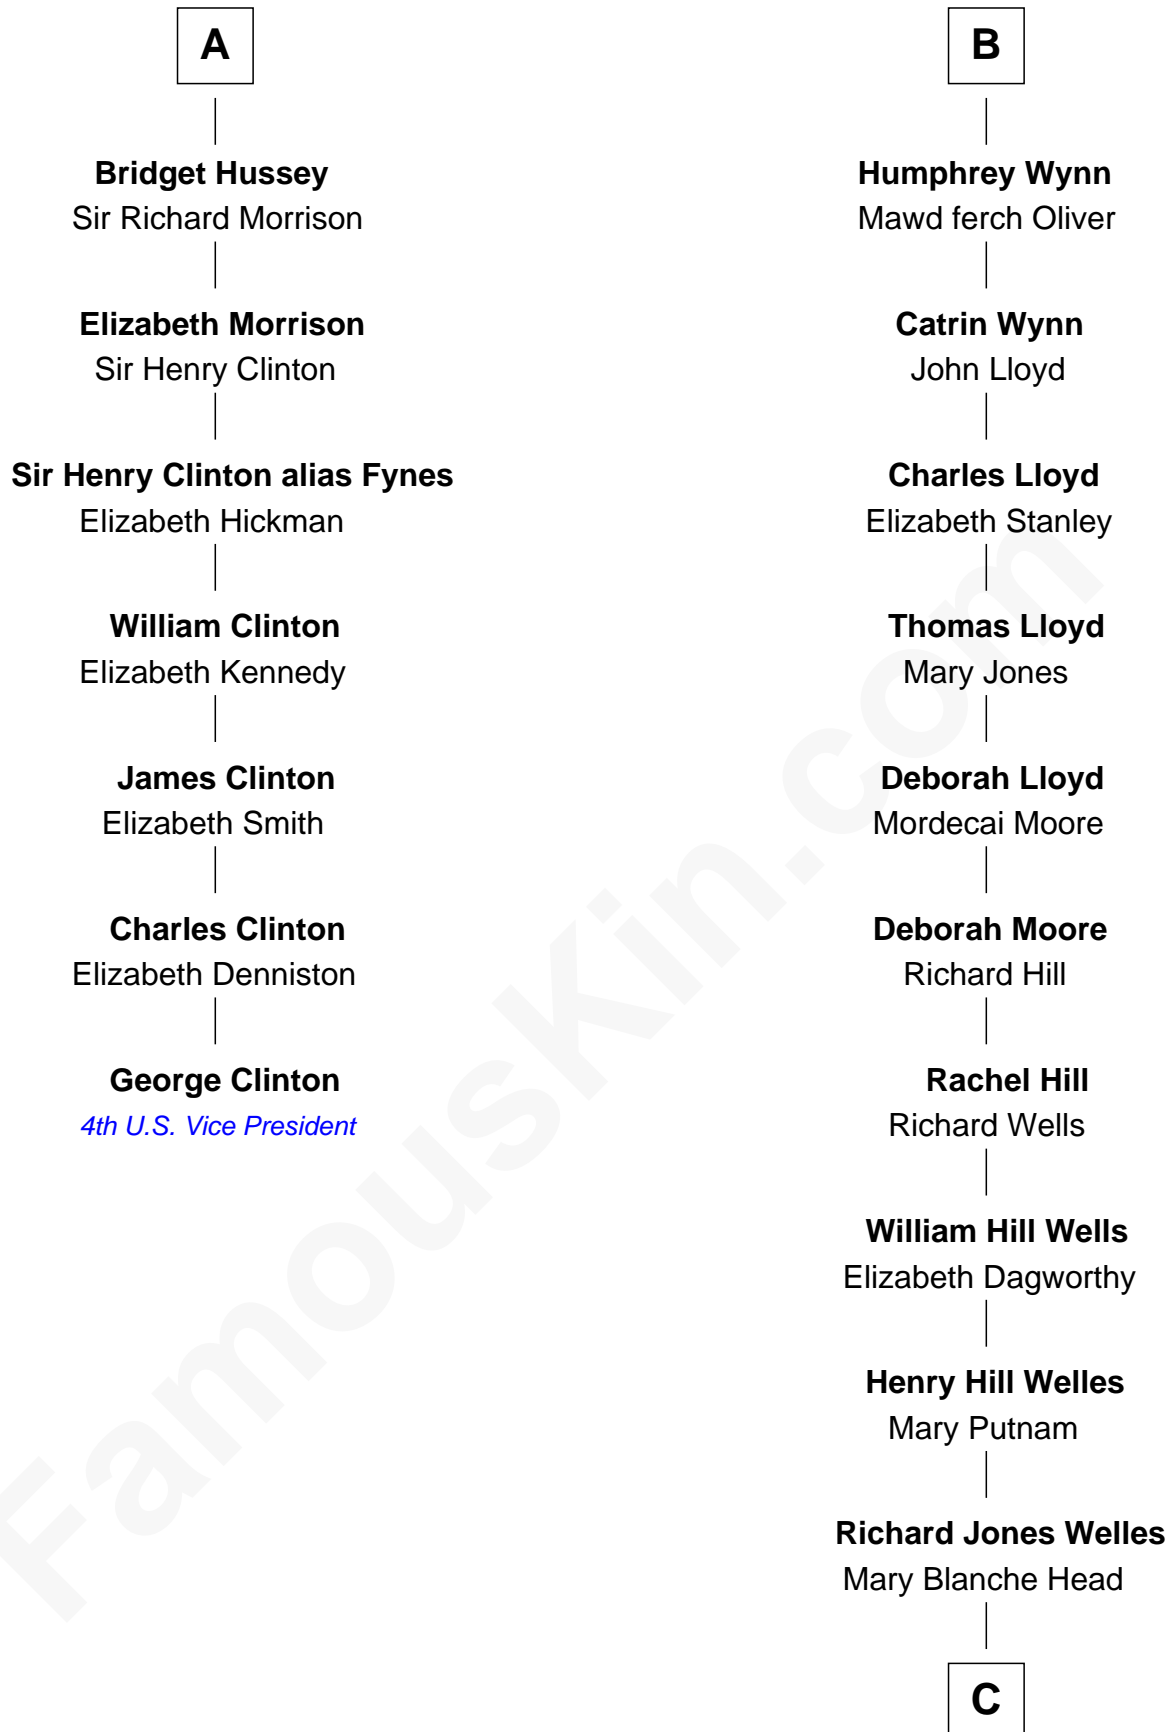 A
Bridget Hussey
Sir Richard Morrison
Elizabeth Morrison
Sir Henry Clinton
Sir Henry Clinton alias Fynes
Elizabeth Hickman
William Clinton
Elizabeth Kennedy
James Clinton
Elizabeth Smith
Charles Clinton
Elizabeth Denniston
George Clinton
4th U.S. Vice President
B
Humphrey Wynn
Mawd ferch Oliver
Catrin Wynn
John Lloyd
Charles Lloyd
Elizabeth Stanley
Thomas Lloyd
Mary Jones
Deborah Lloyd
Mordecai Moore
Deborah Moore
Richard Hill
Rachel Hill
Richard Wells
William Hill Wells
Elizabeth Dagworthy
Henry Hill Welles
Mary Putnam
Richard Jones Welles
Mary Blanche Head
C
FamousKin.com